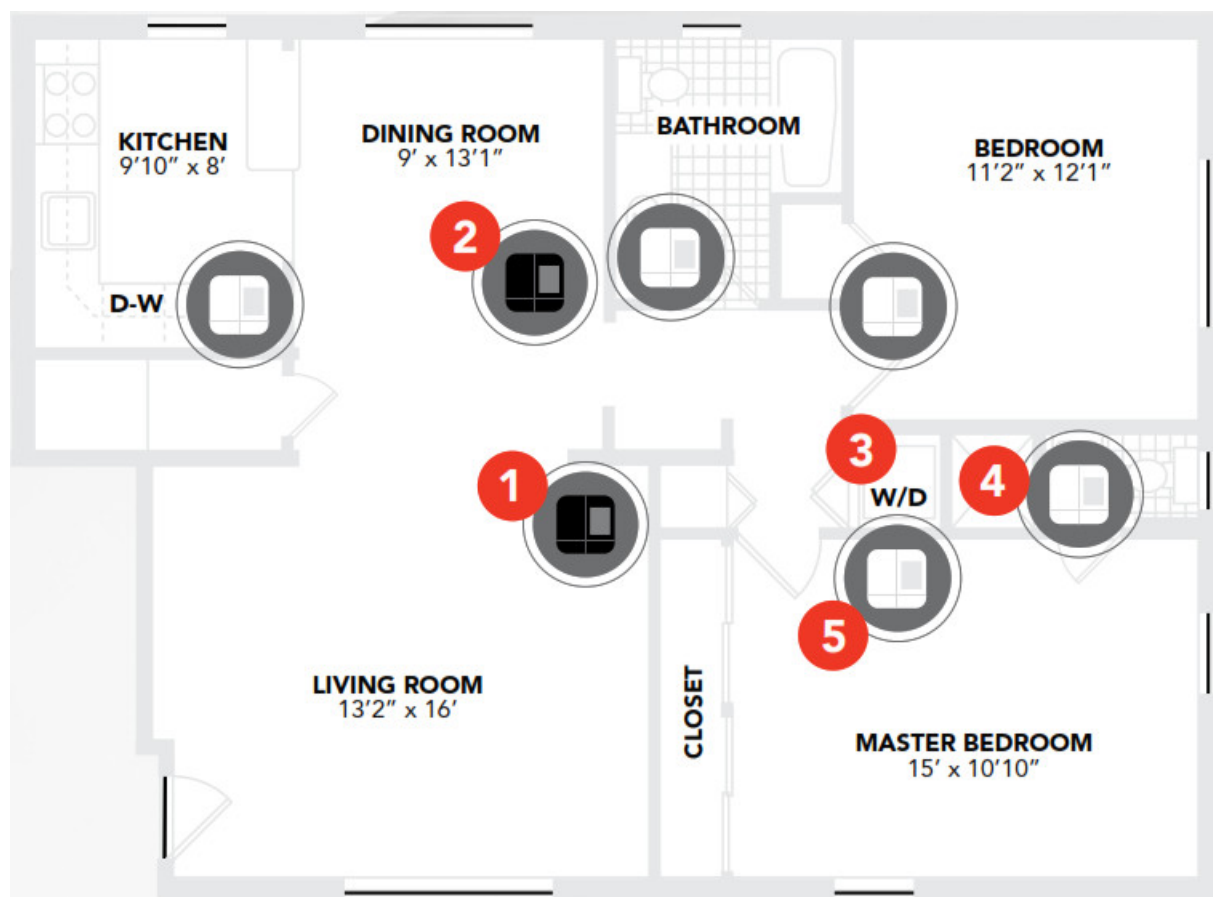 KITCHEN
9'10" x 8'
DINING ROOM
9' x 13'1"
BATHROOM
BEDROOM
11'2" x 12'1"
2
D-W
1
3
W/D
4
5
LIVING ROOM
13'2" x 16'
CLOSET
MASTER BEDROOM
15' x 10'10"